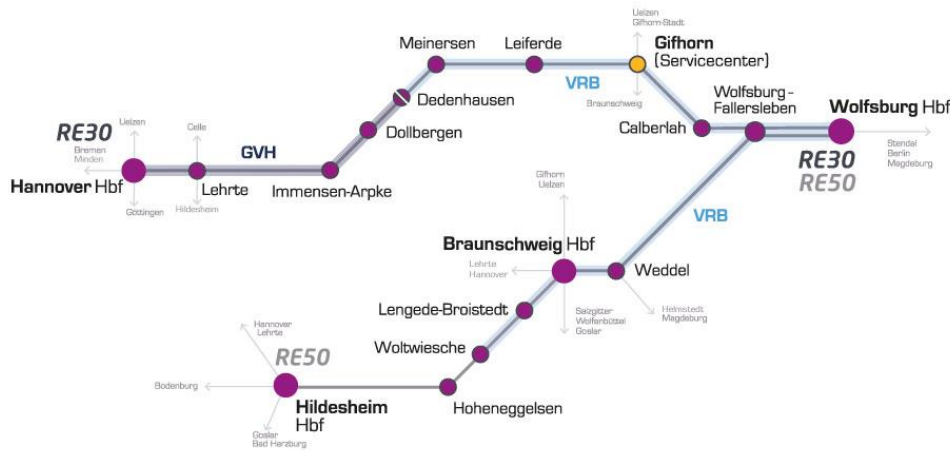 Uelzen
Gifhorn-Stadt
Meinersen
Leiferde
Gifhorn
(Servicecenter)
VRB
Braunschweig
Dedenhausen
Wolfsburg-
Fallersleben
Wolfsburg Hbf
Calberlah
Dollbergen
RE30
Uelzen
Celle
Bremen
Minden
GVH
Hannover Hbf
Lehrte
Immensen-Arpke
Göttingen
Hildesheim
Stendal
Berlin
Magdeburg
RE30
RE50
Gifhorn
Uelzen
VRB
Braunschweig Hbf
Lehrte
Hannover
Weddel
Lengede-Broistedt
Salzgitter
Wolfenbüttel
Goslar
Helmstedt
Magdeburg
Hannover
Lehrte
RE50
Woltwiesche
Bodenburg
Hildesheim
Hbf
Hoheneggelsen
Goslar
Bad Harzburg